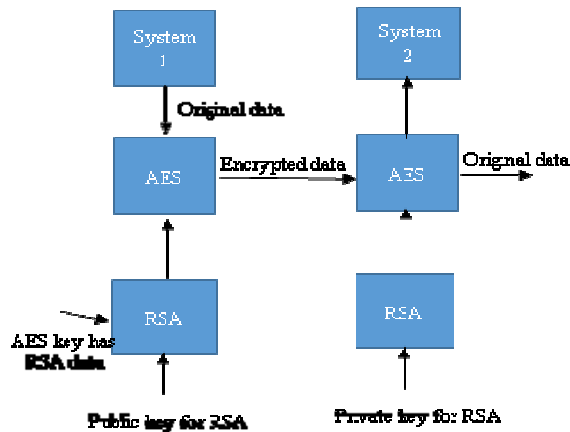 System
1
System
2
Original data
AES
Encrypted data
AES
Orignal data
RSA
RSA
AES key has
RSA data
Public key for RSA
Private key for RSA